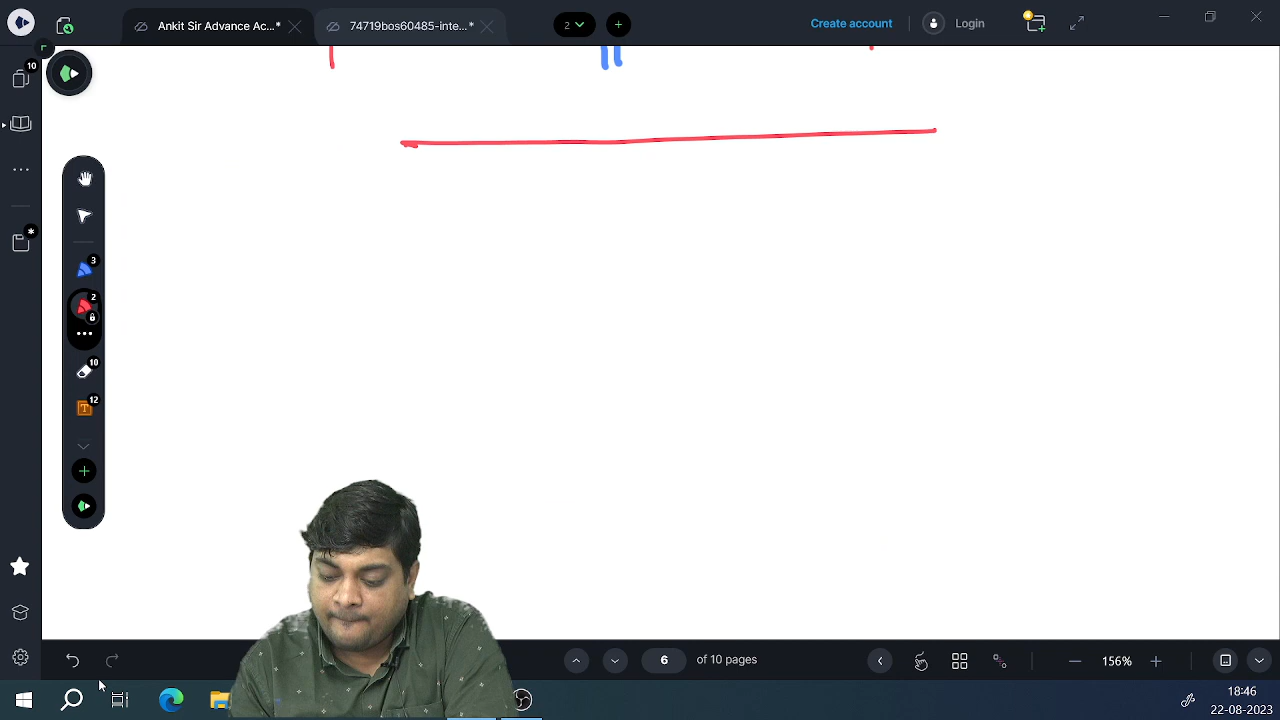 Ankit Sir Advance Ac...* 74719bos60485-inte...* 2 Create account Login
10
*
3
2
10
12
T
6 of 10 pages 156%
18:46
22-08-2023